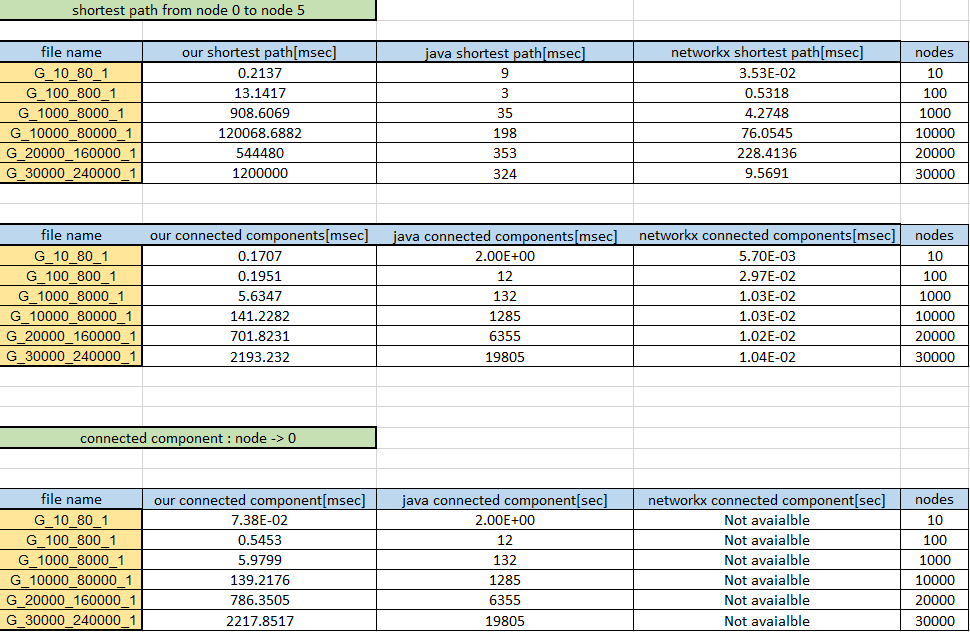 shortest path from node 0 to node 5
file name our shortest path[msec] java shortest path[msec] networkx shortest path[msec] nodes
G_10_80_1 0.2137 9 3.53E-02 10
G_100_800_1 13.1417 3 0.5318 100
G_1000_8000_1 908.6069 35 4.2748 1000
G_10000_80000_1 120068.6882 198 76.0545 10000
G_20000_160000_1 544480 353 228.4136 20000
G_30000_240000_1 1200000 324 9.5691 30000
file name our connected components[msec] java connected components[msec] networkx connected components[msec] nodes
G_10_80_1 0.1707 2.00E+00 5.70E-03 10
G_100_800_1 0.1951 12 2.97E-02 100
G_1000_8000_1 5.6347 132 1.03E-02 1000
G_10000_80000_1 141.2282 1285 1.03E-02 10000
G_20000_160000_1 701.8231 6355 1.02E-02 20000
G_30000_240000_1 2193.232 19805 1.04E-02 30000
connected component : node -> 0
file name our connected component[msec] java connected component[sec] networkx connected component[sec] nodes
G_10_80_1 7.38E-02 2.00E+00 Not avaialble 10
G_100_800_1 0.5453 12 Not avaialble 100
G_1000_8000_1 5.9799 132 Not avaialble 1000
G_10000_80000_1 139.2176 1285 Not avaialble 10000
G_20000_160000_1 786.3505 6355 Not avaialble 20000
G_30000_240000_1 2217.8517 19805 Not avaialble 30000